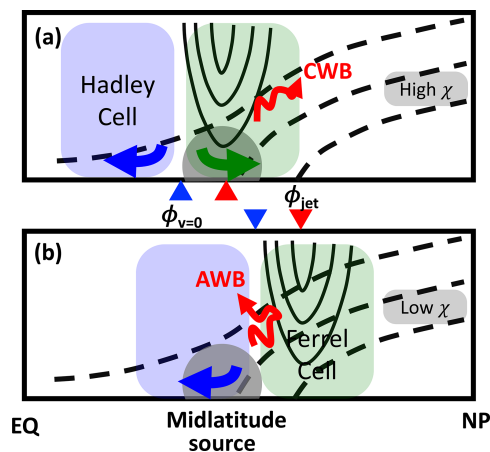 (a)
Hadley
Cell
CWB
High χ
ϕv=0
ϕjet
(b)
AWB
Low χ
Ferrel
Cell
EQ
Midlatitude
source
NP